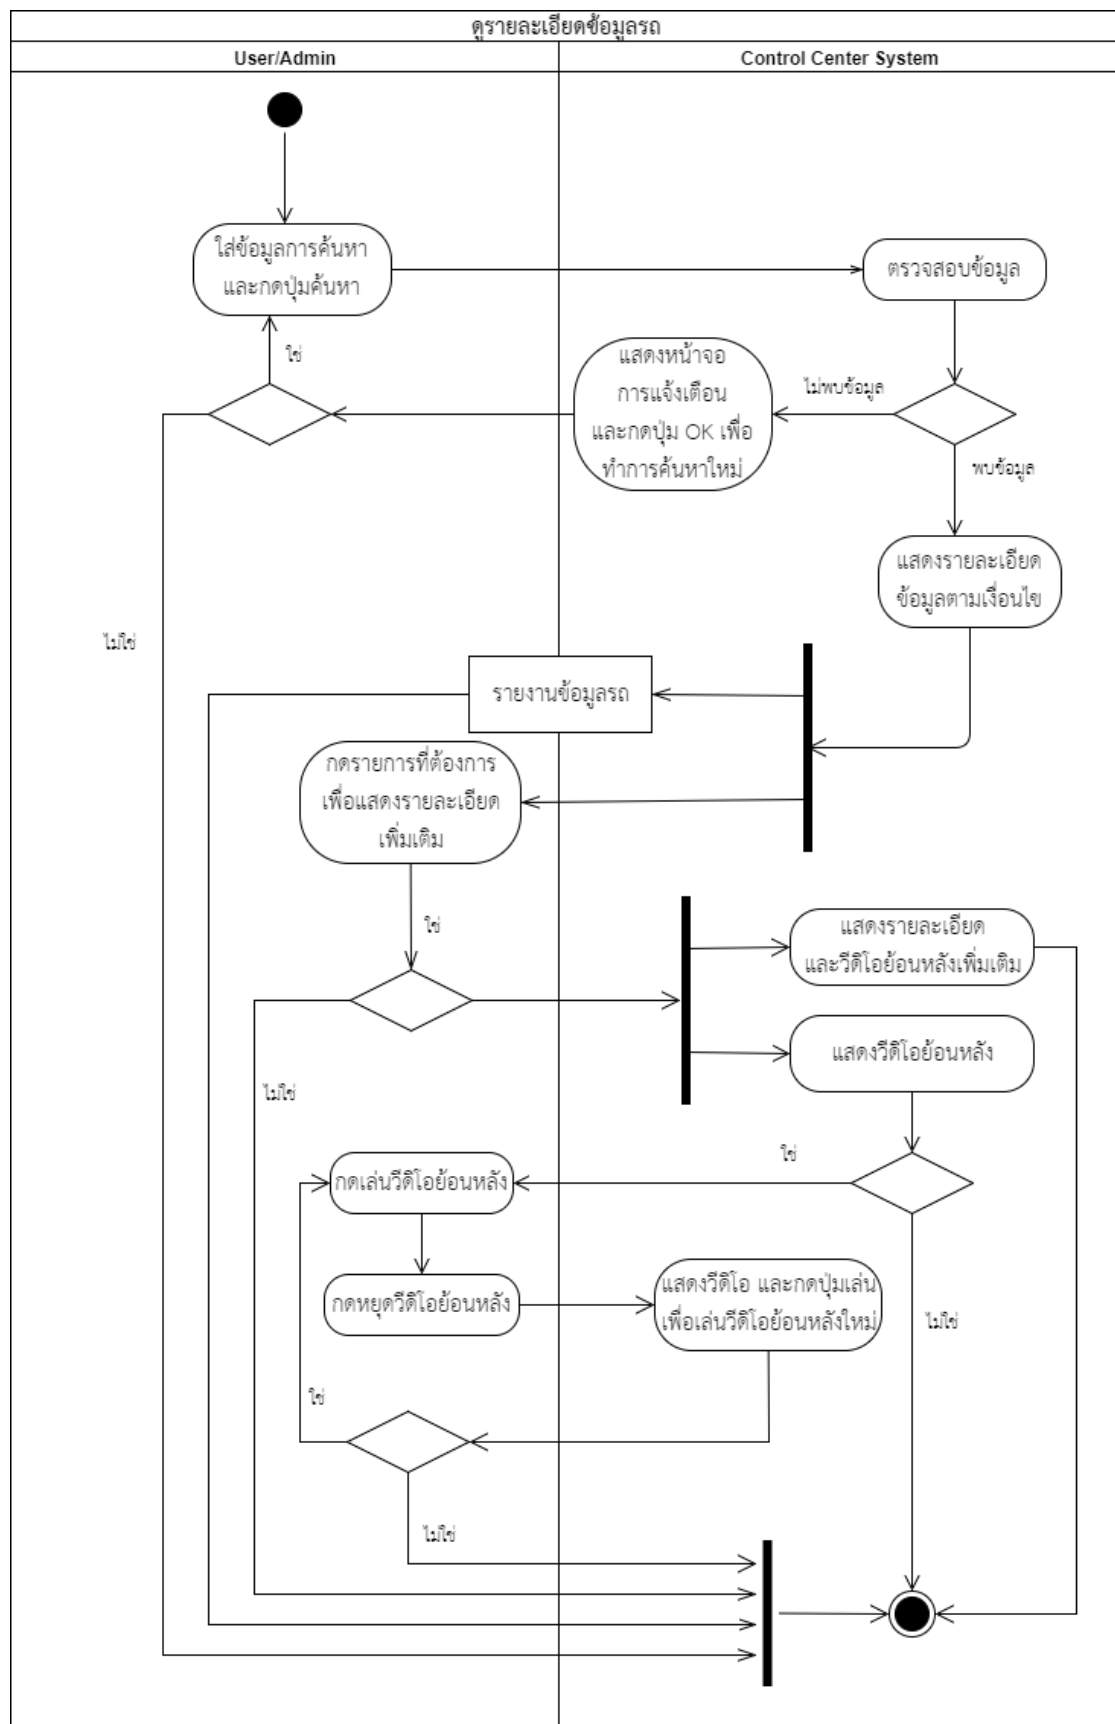 ดูรายละเอียดข้อมูลรถ
User/Admin
Control Center System
ใส่ข้อมูลการค้นหา
และกดปุ่มค้นหา
ตรวจสอบข้อมูล
ใช่
แสดงหน้าจอ
การแจ้งเตือน
และกดปุ่ม OK เพื่อ
ทำการค้นหาใหม่
ไม่พบข้อมูล
พบข้อมูล
แสดงรายละเอียด
ข้อมูลตามเงื่อนไข
ไม่ใช่
รายงานข้อมูลรถ
กดรายการที่ต้องการ
เพื่อแสดงรายละเอียด
เพิ่มเติม
ใช่
แสดงรายละเอียด
และวีดิโอย้อนหลังเพิ่มเติม
แสดงวีดิโอย้อนหลัง
ไม่ใช่
ใช่
กดเล่นวีดิโอย้อนหลัง
กดหยุดวีดิโอย้อนหลัง
แสดงวีดิโอ และกดปุ่มเล่น
เพื่อเล่นวีดิโอย้อนหลังใหม่
ไม่ใช่
ใช่
ไม่ใช่